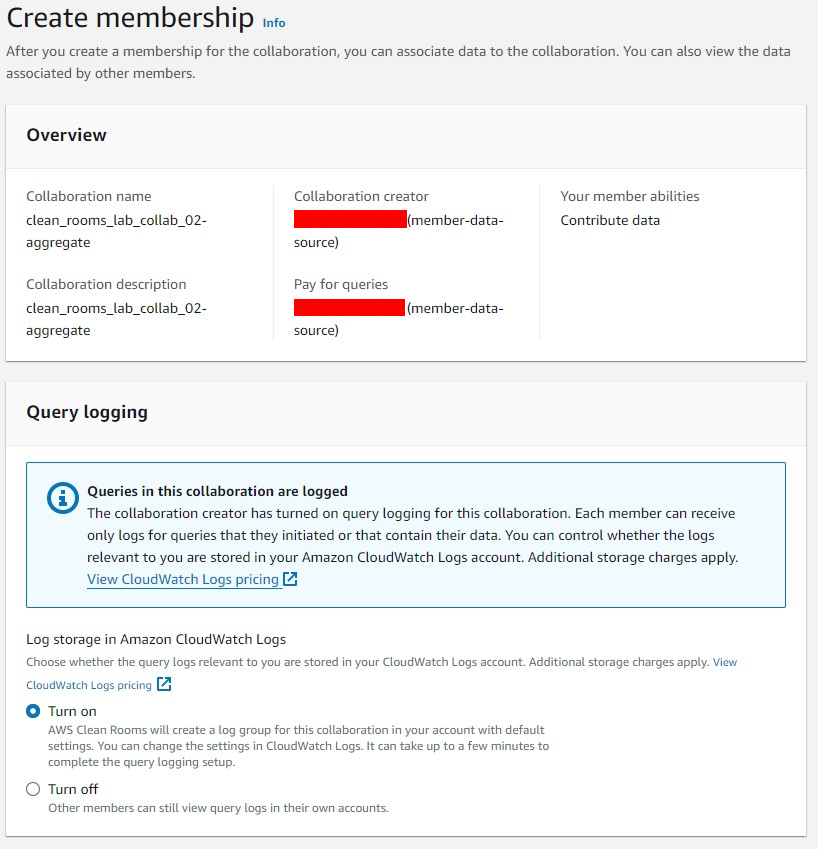 Create membership Info
After you create a membership for the collaboration, you can associate data to the collaboration. You can also view the data
associated by other members.
Overview
Collaboration name
clean_rooms_lab_collab_02-
aggregate
Collaboration description
clean_rooms_lab_collab_02-
aggregate
Collaboration creator
(member-data-
source)
Pay for queries
(member-data-
source)
Your member abilities
Contribute data
Query logging
Queries in this collaboration are logged
The collaboration creator has turned on query logging for this collaboration. Each member can receive
only logs for queries that they initiated or that contain their data. You can control whether the logs
relevant to you are stored in your Amazon CloudWatch Logs account. Additional storage charges apply.
View CloudWatch Logs pricing
Log storage in Amazon CloudWatch Logs
Choose whether the query logs relevant to you are stored in your CloudWatch Logs account. Additional storage charges apply. View
CloudWatch Logs pricing
Turn on
AWS Clean Rooms will create a log group for this collaboration in your account with default
settings. You can change the settings in CloudWatch Logs. It can take up to a few minutes to
complete the query logging setup.
Turn off
Other members can still view query logs in their own accounts.